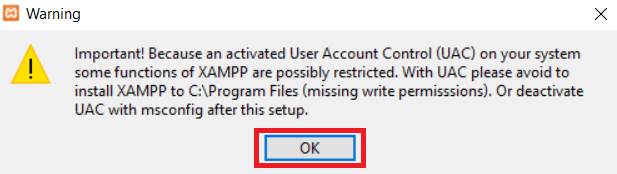 Warning
Important! Because an activated User Account Control (UAC) on your system
some functions of XAMPP are possibly restricted. With UAC please avoid to
install XAMPP to C:\Program Files (missing write permisssions). Or deactivate
UAC with msconfig after this setup.
OK